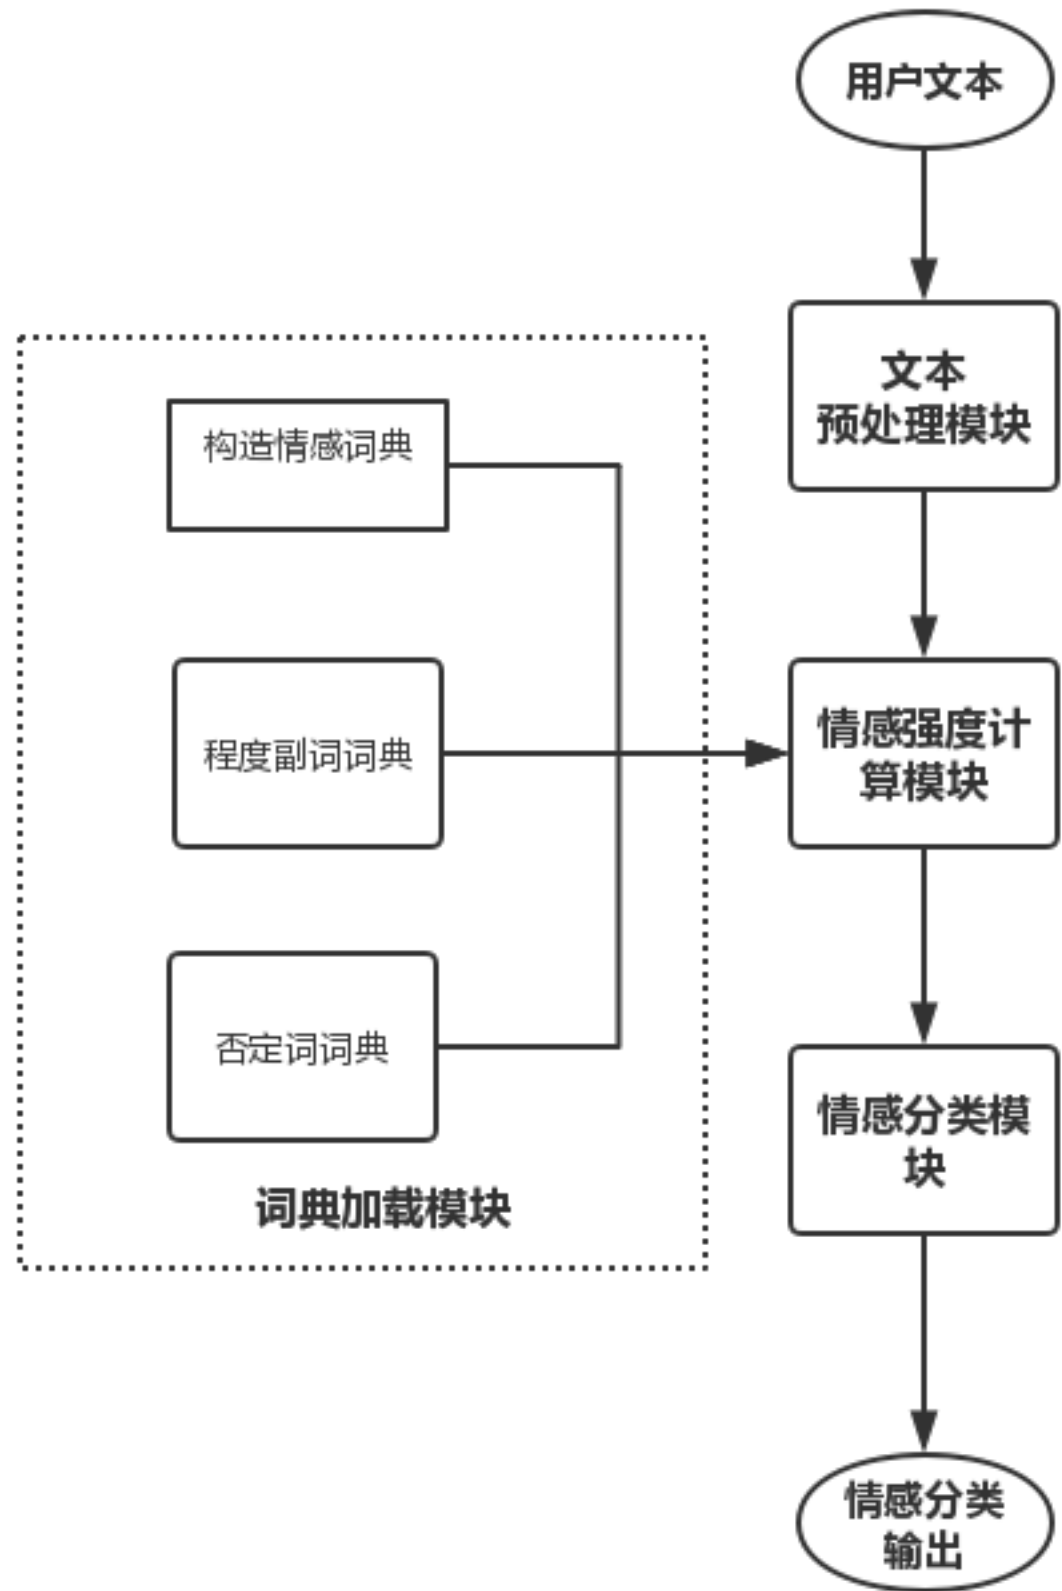 用户文本
文本
预处理模块
构造情感词典
程度副词词典
情感强度计
算模块
否定词词典
情感分类模
块
词典加载模块
情感分类
输出